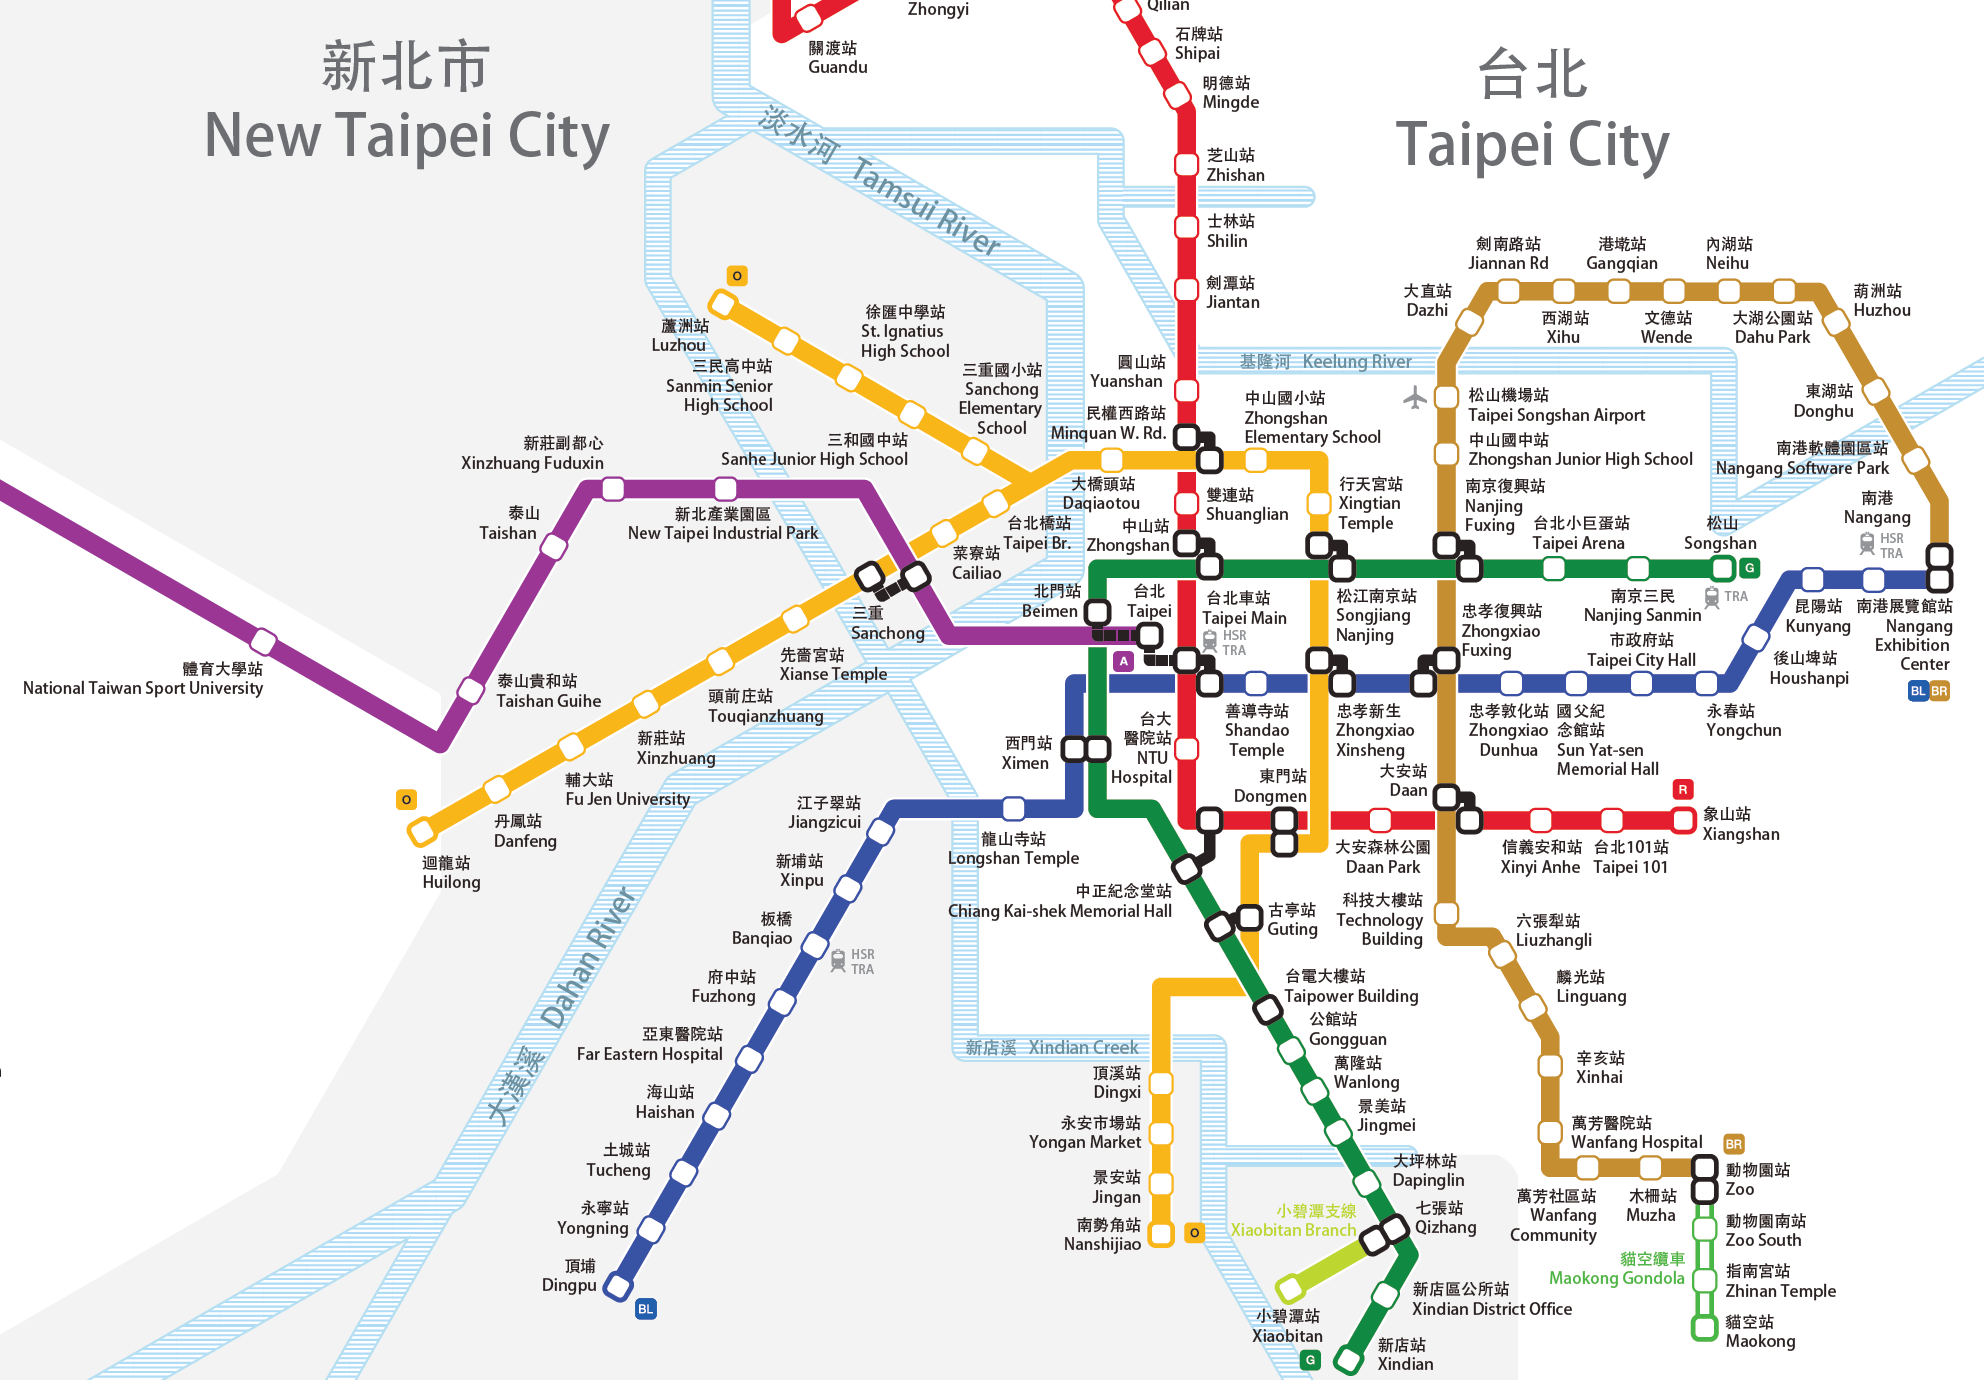 新北市
New Taipei City
台北
Taipei City
Zhongyi
關渡站
Guandu
Qilian
石牌站
Shipai
明德站
Mingde
芝山站
Zhishan
士林站
Shilin
劍潭站
Jiantan
圓山站
Yuanshan
民權西路站
Minquan W. Rd.
淡水河 Tamsui River
基隆河 Keelung River
O
蘆洲站
Luzhou
三民高中站
Sanmin Senior
High School
徐匯中學站
St. Ignatius
High School
三和國中站
Sanhe Junior High School
三重國小站
Sanchong
Elementary
School
新莊副都心
Xinzhuang Fuduxin
新北產業園區
New Taipei Industrial Park
泰山
Taishan
泰山貴和站
Taishan Guihe
體育大學站
National Taiwan Sport University
台北橋站
Taipei Br.
菜寮站
Cailiao
三重
Sanchong
先嗇宮站
Xianse Temple
頭前庄站
Touqianzhuang
新莊站
Xinzhuang
輔大站
Fu Jen University
丹鳳站
Danfeng
O
迴龍站
Huilong
大橋頭站
Daqiaotou
中山國小站
Zhongshan
Elementary School
雙連站
Shuanglian
中山站
Zhongshan
行天宮站
Xingtian
Temple
北門站
Beimen
台北
Taipei
A
台北車站
Taipei Main
HSR
TRA
松江南京站
Songjiang
Nanjing
大直站
Dazhi
劍南路站
Jiannan Rd
西湖站
Xihu
港墘站
Gangqian
文德站
Wende
內湖站
Neihu
大湖公園站
Dahu Park
葫洲站
Huzhou
東湖站
Donghu
南港軟體園區站
Nangang Software Park
南港
Nangang
HSR
TRA
松山機場站
Taipei Songshan Airport
中山國中站
Zhongshan Junior High School
南京復興站
Nanjing
Fuxing
台北小巨蛋站
Taipei Arena
南京三民
Nanjing Sanmin
松山
Songshan
G
TRA
忠孝復興站
Zhongxiao
Fuxing
市政府站
Taipei City Hall
昆陽站
Kunyang
後山埤站
Houshanpi
南港展覽館站
Nangang
Exhibition
Center
BL
BR
永春站
Yongchun
國父紀
念館站
Sun Yat-sen
Memorial Hall
忠孝敦化站
Zhongxiao
Dunhua
忠孝新生
Zhongxiao
Xinsheng
善導寺站
Shandao
Temple
台大
醫院站
NTU
Hospital
西門站
Ximen
龍山寺站
Longshan Temple
江子翠站
Jiangzicui
新埔站
Xinpu
板橋
Banqiao
HSR
TRA
府中站
Fuzhong
亞東醫院站
Far Eastern Hospital
海山站
Haishan
土城站
Tucheng
永寧站
Yongning
頂埔
Dingpu
BL
大漢溪 Dahan River
東門站
Dongmen
大安站
Daan
大安森林公園
Daan Park
信義安和站
Xinyi Anhe
台北101站
Taipei 101
R
象山站
Xiangshan
中正紀念堂站
Chiang Kai-shek Memorial Hall
古亭站
Guting
科技大樓站
Technology
Building
六張犁站
Liuzhangli
麟光站
Linguang
辛亥站
Xinhai
萬芳醫院站
Wanfang Hospital
萬芳社區站
Wanfang
Community
木柵站
Muzha
BR
動物園站
Zoo
動物園南站
Zoo South
貓空纜車
Maokong Gondola
指南宮站
Zhinan Temple
貓空站
Maokong
台電大樓站
Taipower Building
公館站
Gongguan
萬隆站
Wanlong
景美站
Jingmei
大坪林站
Dapinglin
七張站
Qizhang
新店區公所站
Xindian District Office
新店站
Xindian
小碧潭支線
Xiaobitan Branch
小碧潭站
Xiaobitan
G
新店溪 Xindian Creek
頂溪站
Dingxi
永安市場站
Yongan Market
景安站
Jingan
南勢角站
Nanshijiao
O